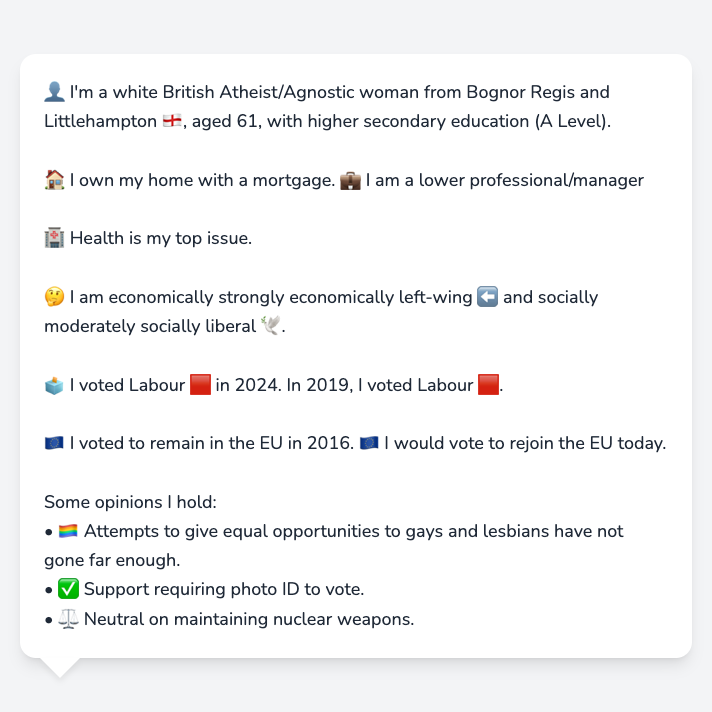 👤 I'm a white British Atheist/Agnostic woman from Bognor Regis and
Littlehampton 🏴󠁧󠁢󠁥󠁮󠁧󠁿, aged 61, with higher secondary education (A Level).
🏠 I own my home with a mortgage. 💼 I am a lower professional/manager
🏥 Health is my top issue.
🤔 I am economically strongly economically left-wing ⬅️ and socially
moderately socially liberal 🕊️.
🗳️ I voted Labour 🟥 in 2024. In 2019, I voted Labour 🟥.
🇪🇺 I voted to remain in the EU in 2016. 🇪🇺 I would vote to rejoin the EU today.
Some opinions I hold:
• 🏳️‍🌈 Attempts to give equal opportunities to gays and lesbians have not
gone far enough.
• ✅ Support requiring photo ID to vote.
• ⚖️ Neutral on maintaining nuclear weapons.